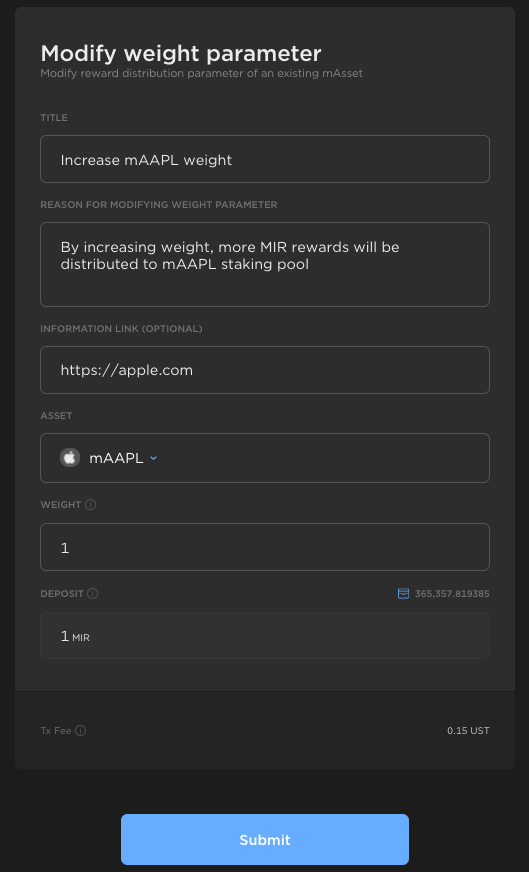 Modify weight parameter
Modify reward distribution parameter of an existing mAsset
TITLE
Increase mAAPL weight
REASON FOR MODIFYING WEIGHT PARAMETER
By increasing weight, more MIR rewards will be
distributed to mAAPL staking pool
INFORMATION LINK (OPTIONAL)
https://apple.com
ASSET
mAAPL
WEIGHT
1
DEPOSIT 365,357.819385
1 MIR
Tx Fee 0.15 UST
Submit